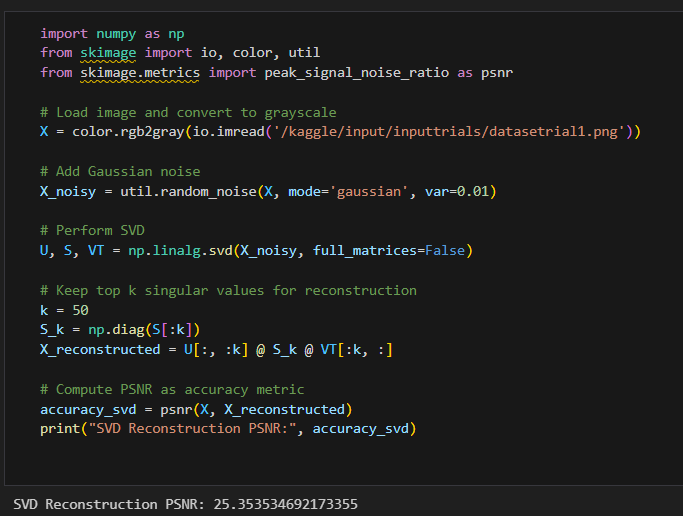 import numpy as np
from skimage import io, color, util
from skimage.metrics import peak_signal_noise_ratio as psnr
# Load image and convert to grayscale
X = color.rgb2gray(io.imread('/kaggle/input/inputtrials/datasetrial1.png'))
# Add Gaussian noise
X_noisy = util.random_noise(X, mode='gaussian', var=0.01)
# Perform SVD
U, S, VT = np.linalg.svd(X_noisy, full_matrices=False)
# Keep top k singular values for reconstruction
k = 50
S_k = np.diag(S[:k])
X_reconstructed = U[:, :k] @ S_k @ VT[:k, :]
# Compute PSNR as accuracy metric
accuracy_svd = psnr(X, X_reconstructed)
print("SVD Reconstruction PSNR:", accuracy_svd)
SVD Reconstruction PSNR: 25.353534692173355